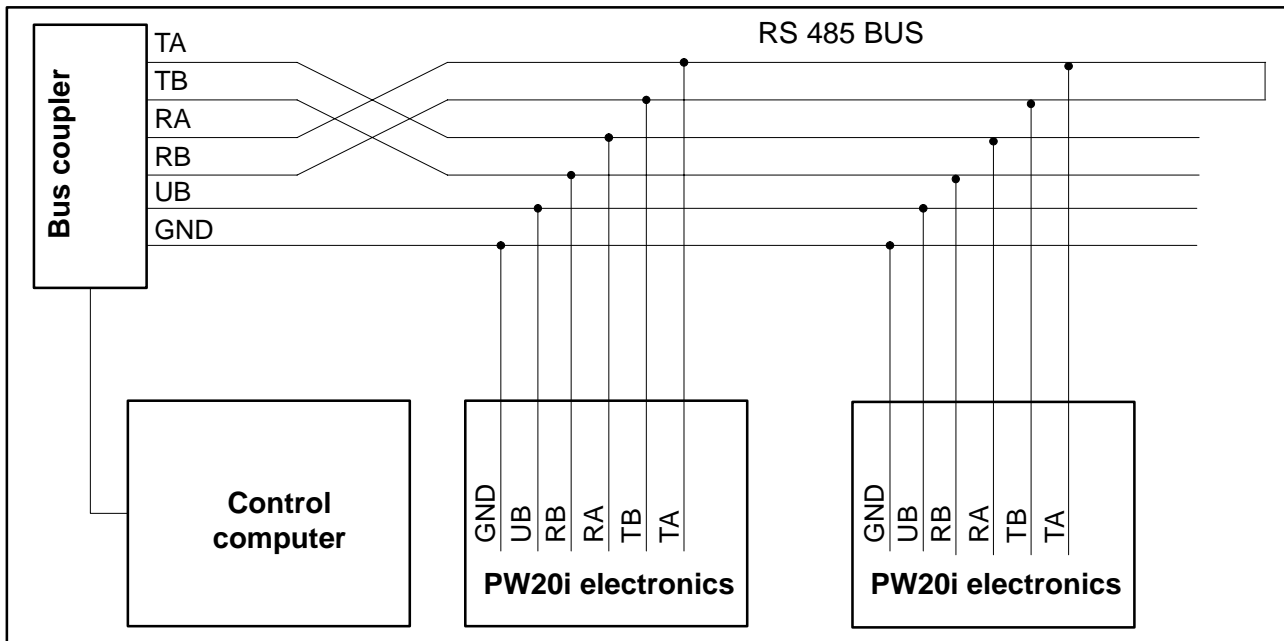 RS 485 BUS
TA
TB
RA
RB
UB
GND
Bus coupler
Control
computer
GND
UB
RB
RA
TB
TA
PW20i electronics
GND
UB
RB
RA
TB
TA
PW20i electronics